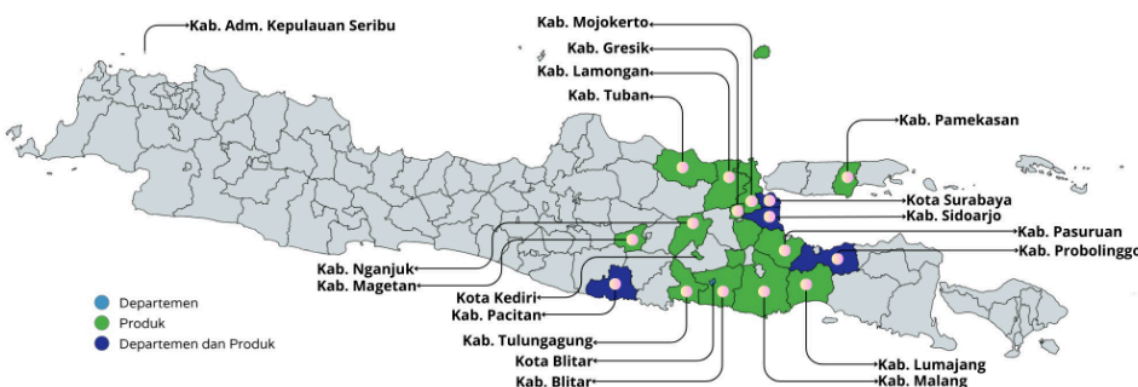 Kab. Adm. Kepulauan Seribu
Kab. Mojokerto
Kab. Gresik
Kab. Lamongan
Kab. Tuban
Kab. Pamekasan
Kota Surabaya
Kab. Sidoarjo
Kab. Pasuruan
Kab. Probolinggo
Kab. Nganjuk
Kab. Magetan
Kota Kediri
Kab. Pacitan
Kab. Tulungagung
Kota Blitar
Kab. Blitar
Kab. Lumajang
Kab. Malang
Departemen
Produk
Departemen dan Produk